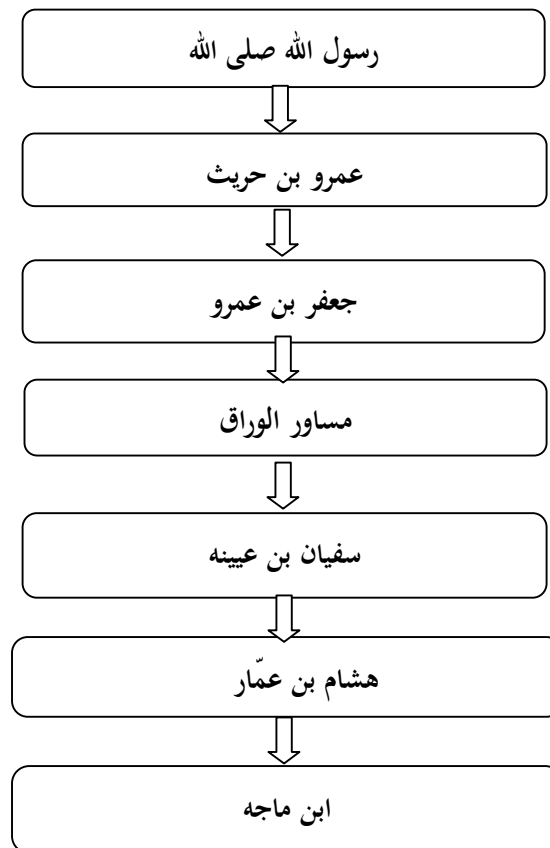 رسول الله صلى الله
عمرو بن حريث
جعفر بن عمرو
مساور الوراق
سفيان بن عيينه
هشام بن عمّار
ابن ماجه